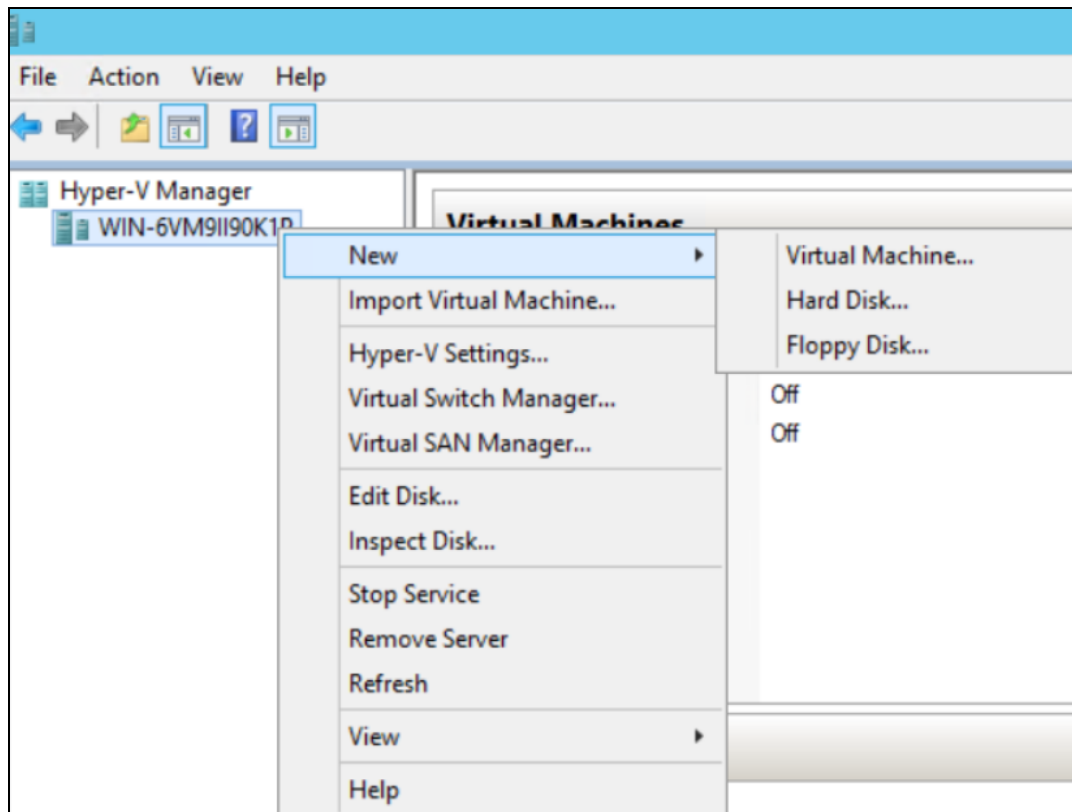 File Action View Help
Hyper-V Manager
WIN-6VM9II90K1P
Virtual Machines
New
Virtual Machine...
Import Virtual Machine...
Hard Disk...
Floppy Disk...
Hyper-V Settings...
Virtual Switch Manager...
Off
Virtual SAN Manager...
Off
Edit Disk...
Inspect Disk...
Stop Service
Remove Server
Refresh
View
Help